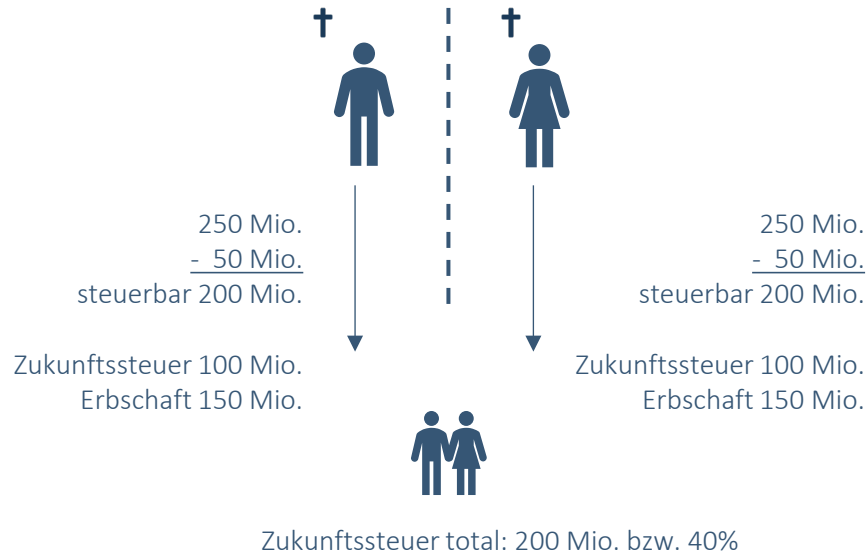 250 Mio.
- 50 Mio.
steuerbar 200 Mio.
Zukunftssteuer 100 Mio.
Erbschaft 150 Mio.
250 Mio.
- 50 Mio.
steuerbar 200 Mio.
Zukunftssteuer 100 Mio.
Erbschaft 150 Mio.
Zukunftssteuer total: 200 Mio. bzw. 40%